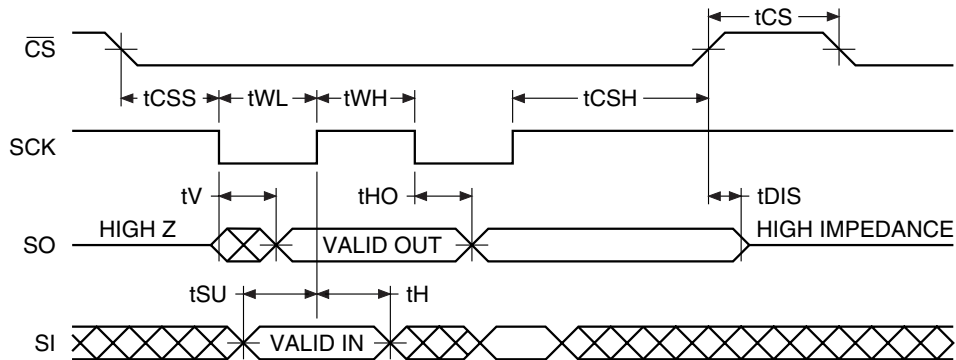 tCS
C̅S̅
tCSS tWL tWH tCSH
SCK
tV tHO tDIS
HIGH Z VALID OUT HIGH IMPEDANCE
SO
tSU tH
SI VALID IN